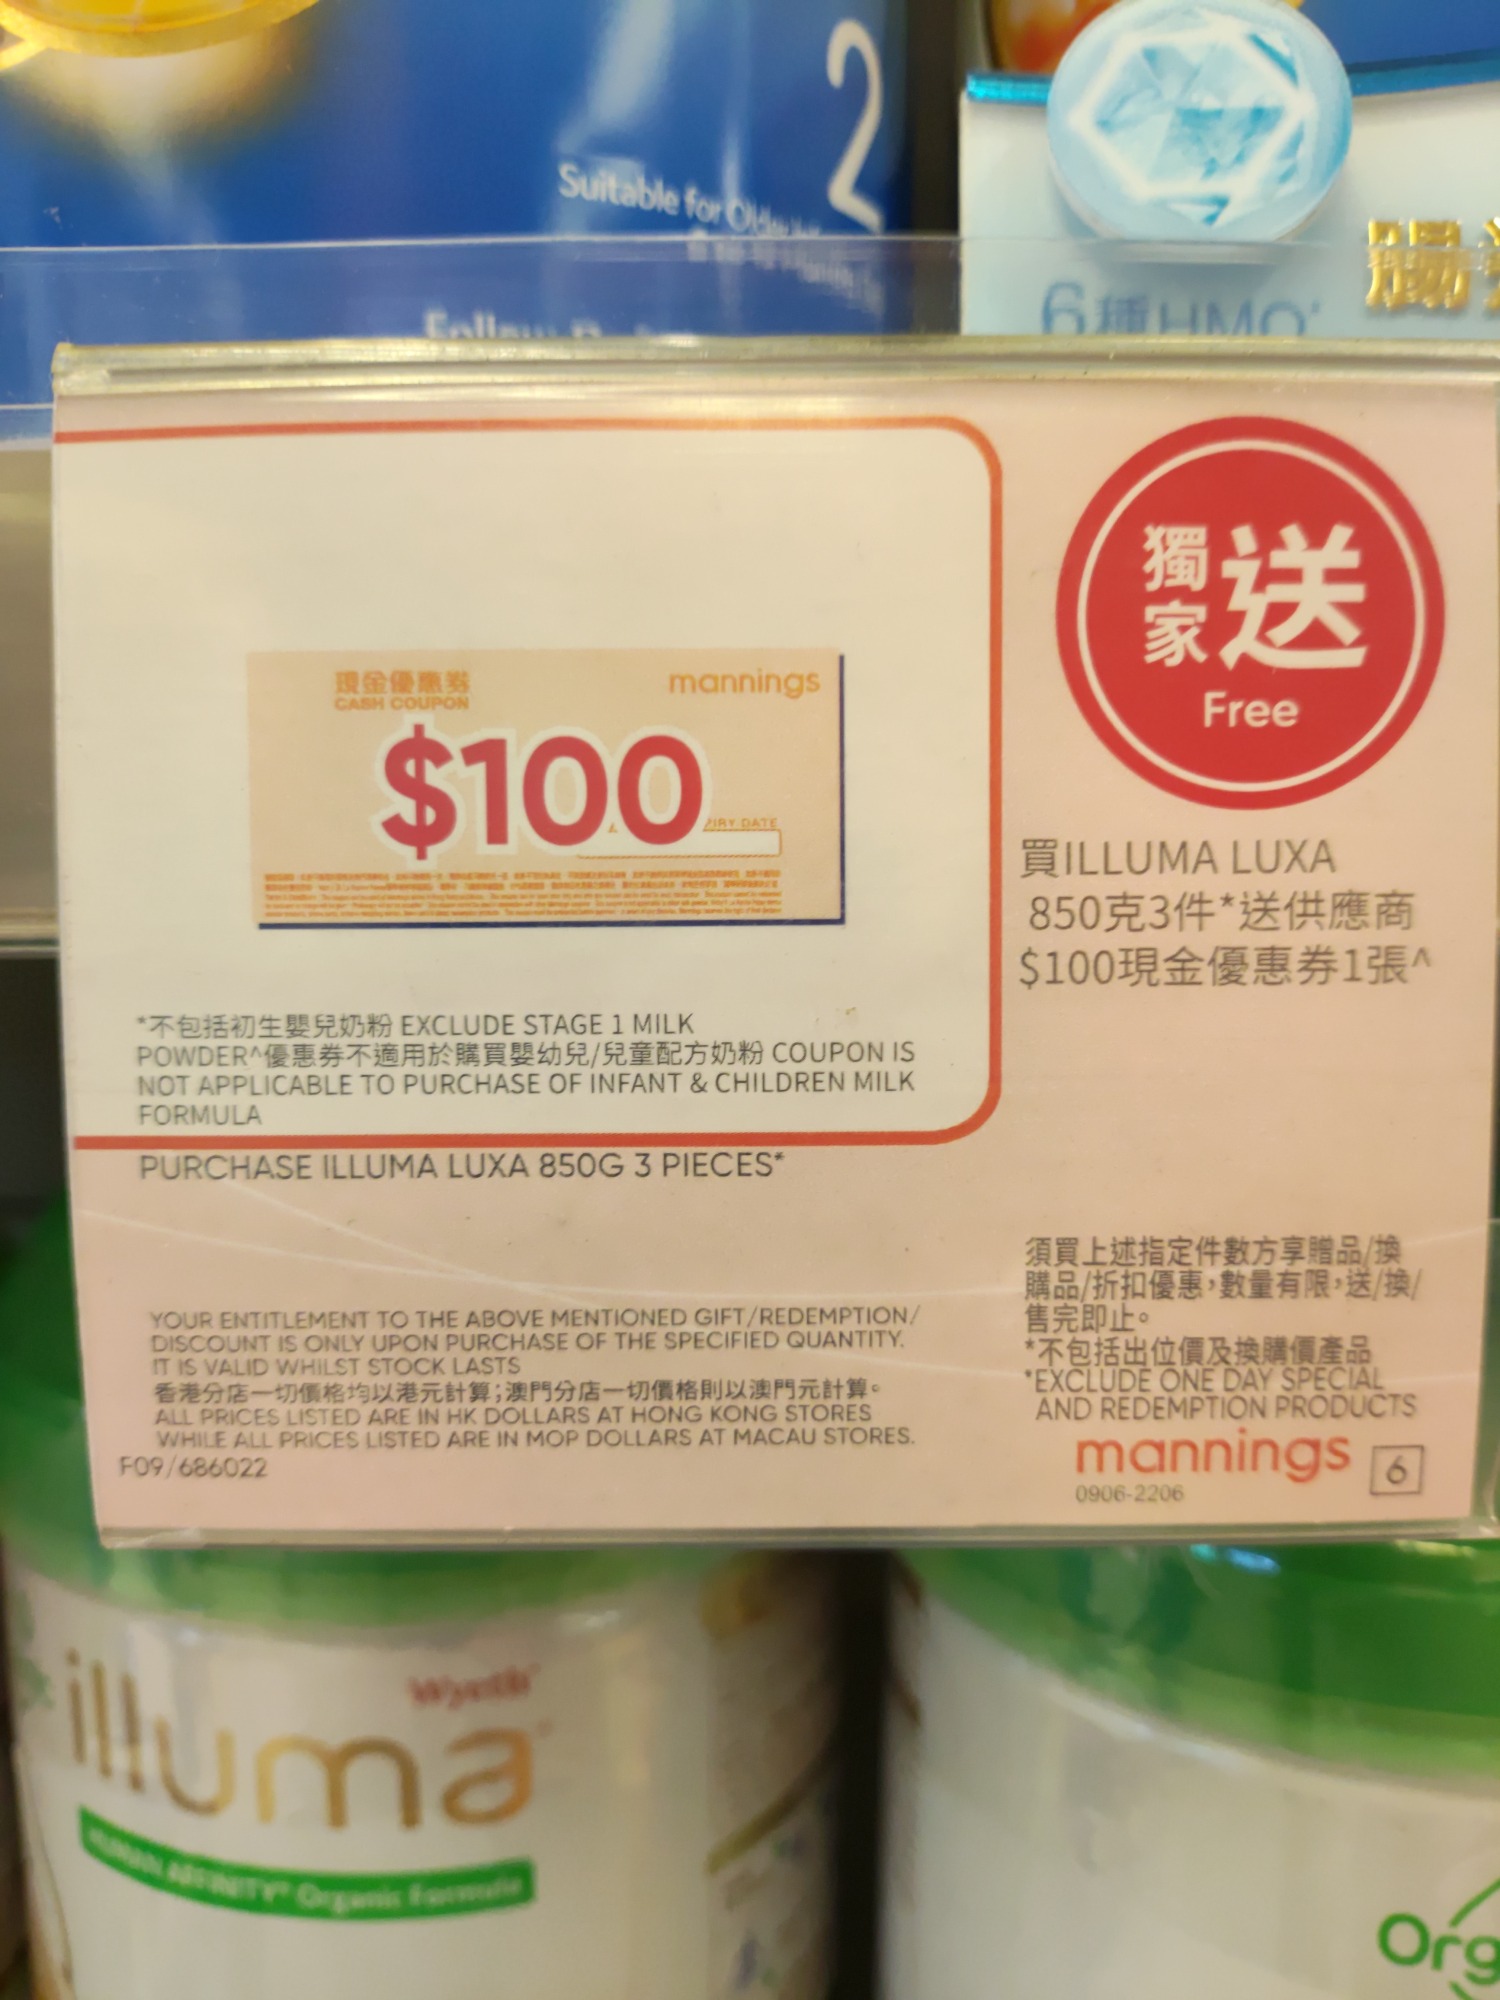 2
Suitable for
6種HMO
腸
現金優惠券
CASH COUPON
mannings
$100
獨家送
Free
買ILLUMA LUXA
850克3件*送供應商
$100現金優惠券1張^
*不包括初生嬰兒奶粉 EXCLUDE STAGE 1 MILK
POWDER^優惠券不適用於購買嬰幼兒/兒童配方奶粉 COUPON IS
NOT APPLICABLE TO PURCHASE OF INFANT & CHILDREN MILK
FORMULA
PURCHASE ILLUMA LUXA 850G 3 PIECES*
YOUR ENTITLEMENT TO THE ABOVE MENTIONED GIFT/REDEMPTION/
DISCOUNT IS ONLY UPON PURCHASE OF THE SPECIFIED QUANTITY.
IT IS VALID WHILST STOCK LASTS
香港分店一切價格均以港元計算;澳門分店一切價格則以澳門元計算。
ALL PRICES LISTED ARE IN HK DOLLARS AT HONG KONG STORES
WHILE ALL PRICES LISTED ARE IN MOP DOLLARS AT MACAU STORES.
F09/686022
須買上述指定件數方享贈品/換
購品/折扣優惠,數量有限,送/換/
售完即止。
*不包括出位價及換購價產品
*EXCLUDE ONE DAY SPECIAL
AND REDEMPTION PRODUCTS
mannings 6
0906-2206
Wyeth
illuma
HUMAN AFFINITY Organic Formula
Org